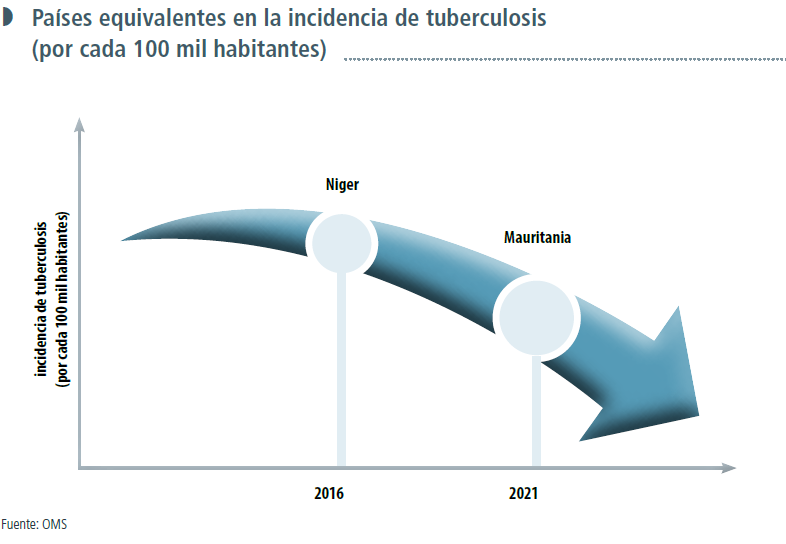 Países equivalentes en la incidencia de tuberculosis
(por cada 100 mil habitantes)
Niger
Mauritania
incidencia de tuberculosis
(por cada 100 mil habitantes)
2016
2021
Fuente: OMS